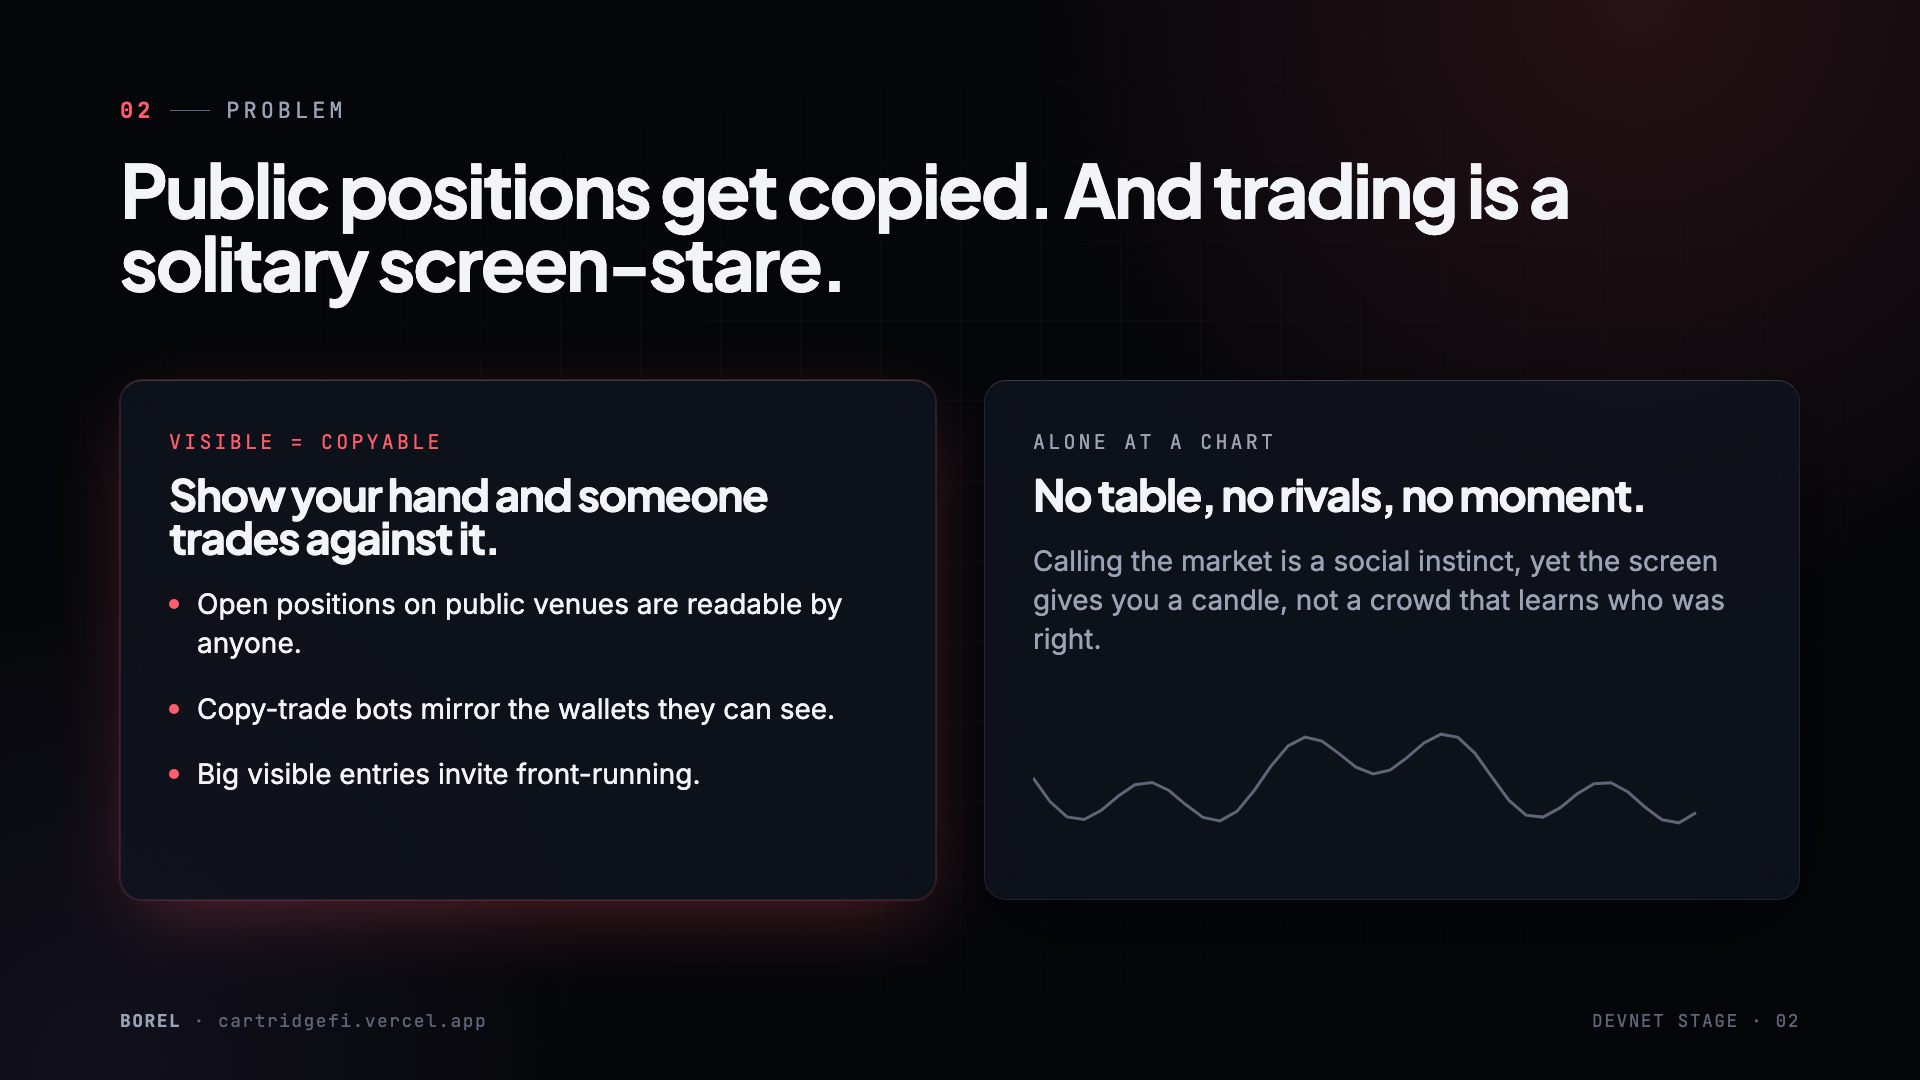 02 — PROBLEM
Public positions get copied. And trading is a
solitary screen-stare.
VISIBLE = COPYABLE
Show your hand and someone
trades against it.
• Open positions on public venues are readable by
anyone.
• Copy-trade bots mirror the wallets they can see.
• Big visible entries invite front-running.
ALONE AT A CHART
No table, no rivals, no moment.
Calling the market is a social instinct, yet the screen
gives you a candle, not a crowd that learns who was
right.
BOREL · cartridgefi.vercel.app
DEVNET STAGE · 02